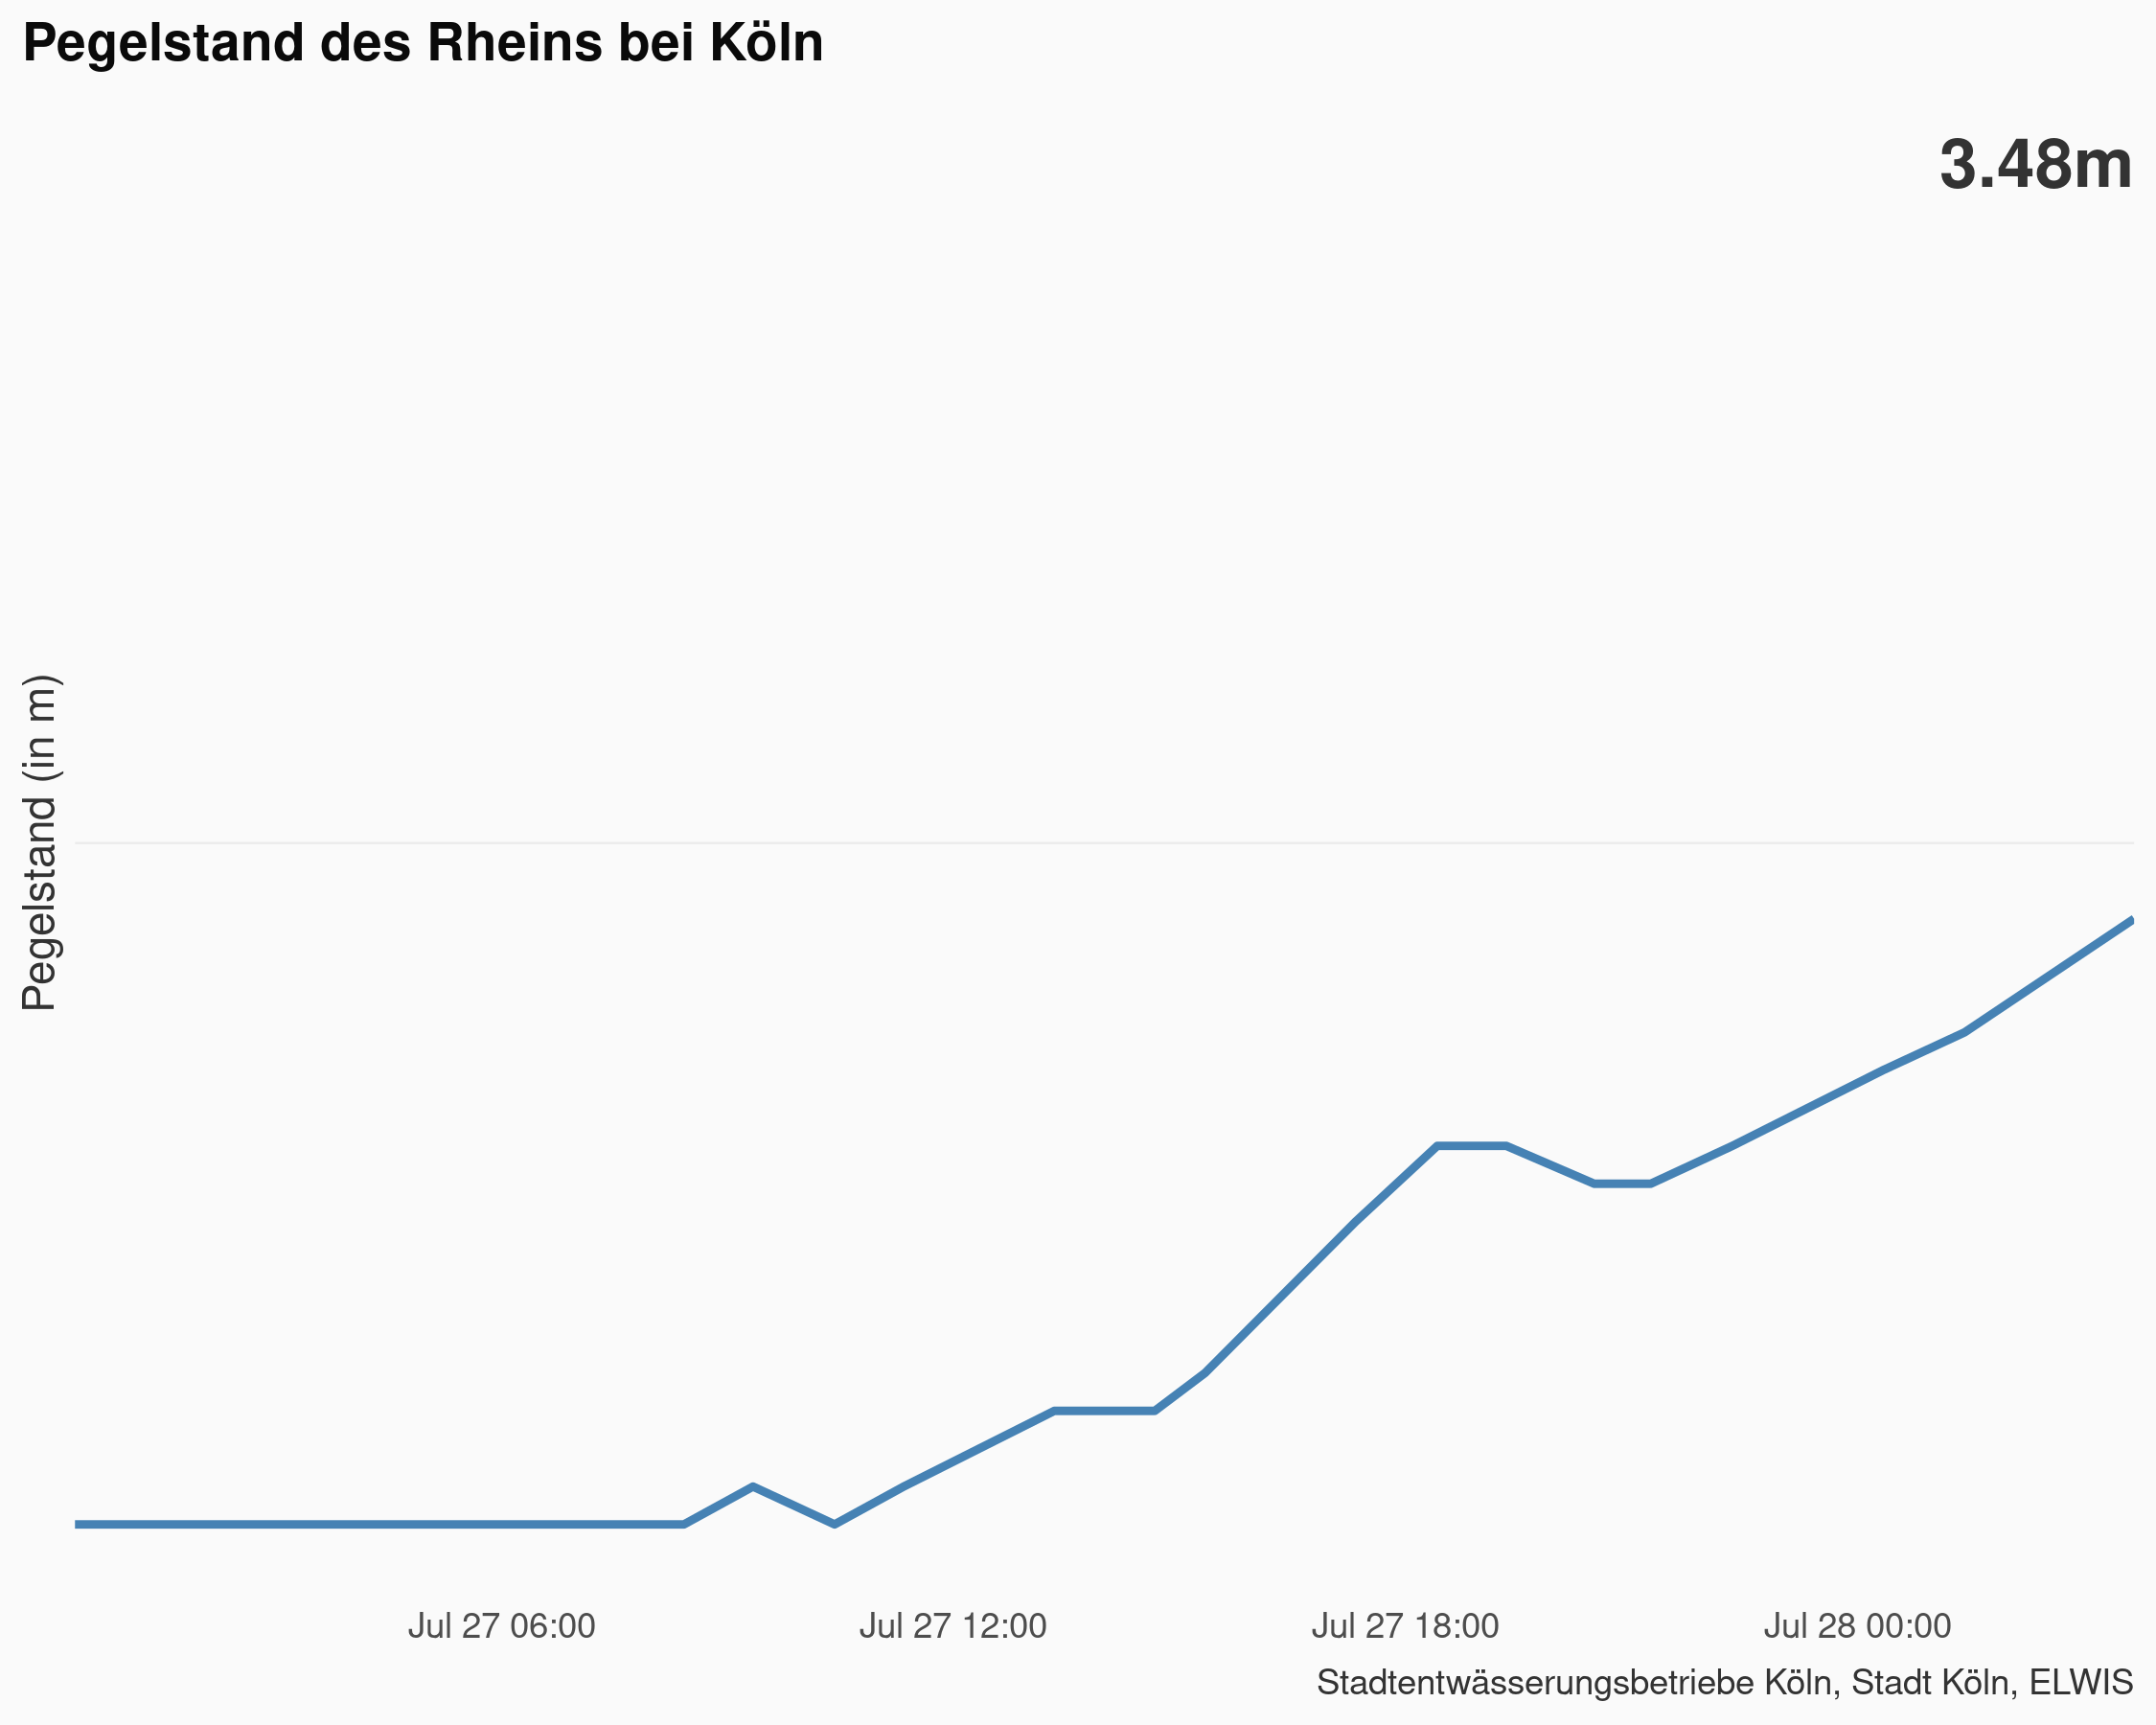 Pegelstand des Rheins bei Köln
3.48m
Pegelstand (in m)
Jul 27 06:00 Jul 27 12:00 Jul 27 18:00 Jul 28 00:00
Stadtentwässerungsbetriebe Köln, Stadt Köln, ELWIS